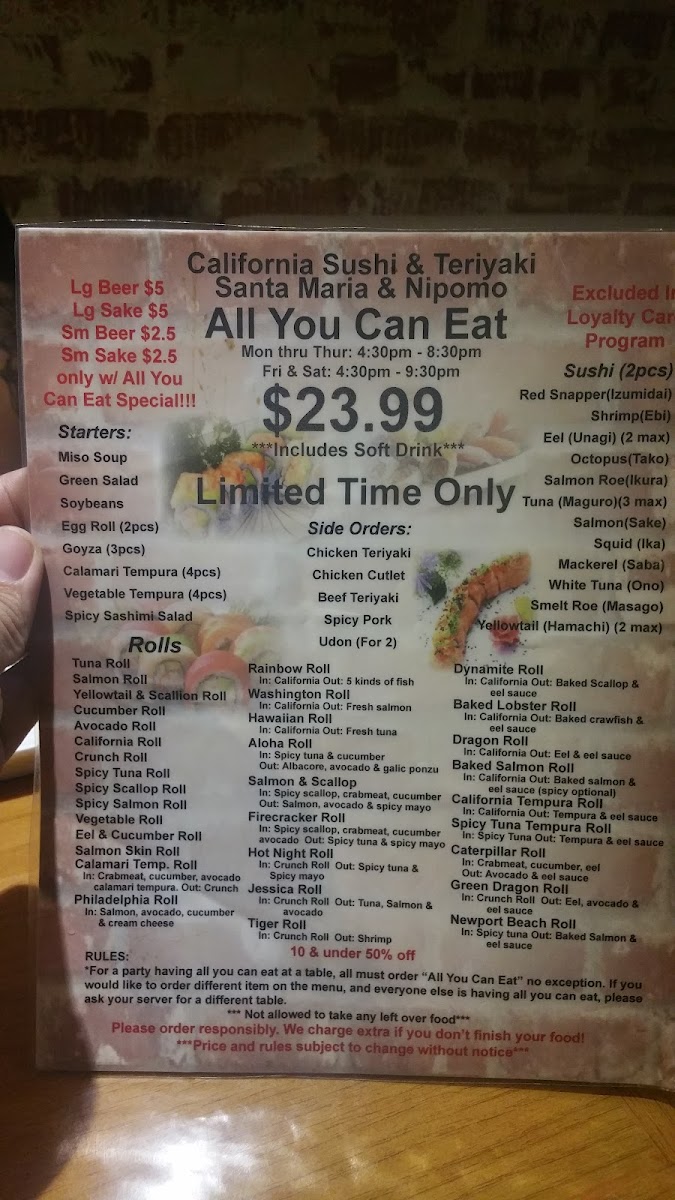 California Sushi & Teriyaki
Santa Maria & Nipomo
All You Can Eat
Mon thru Thur: 4:30pm - 8:30pm
Fri & Sat: 4:30pm - 9:30pm
$23.99
***Includes Soft Drink***
Limited Time Only
Lg Beer $5
Lg Sake $5
Sm Beer $2.5
Sm Sake $2.5
only w/ All You
Can Eat Special!!!
Excluded
Loyalty
Program
Starters:
Miso Soup
Green Salad
Soybeans
Egg Roll (2pcs)
Goyza (3pcs)
Calamari Tempura (4pcs)
Vegetable Tempura (4pcs)
Spicy Sashimi Salad
Side Orders:
Chicken Teriyaki
Chicken Cutlet
Beef Teriyaki
Spicy Pork
Udon (For 2)
Sushi (2pcs)
Red Snapper(Izumidai)
Shrimp(Ebi)
Eel (Unagi) (2 max)
Octopus(Tako)
Salmon Roe(Ikura)
Tuna (Maguro)(3 max)
Salmon(Sake)
Squid (Ika)
Mackerel (Saba)
White Tuna (Ono)
Smelt Roe (Masago)
Yellowtail (Hamachi) (2 max)
Rolls
Tuna Roll
Salmon Roll
Yellowtail & Scallion Roll
Cucumber Roll
Avocado Roll
California Roll
Crunch Roll
Spicy Tuna Roll
Spicy Scallop Roll
Spicy Salmon Roll
Vegetable Roll
Eel & Cucumber Roll
Salmon Skin Roll
Calamari Temp. Roll
In: Crabmeat, cucumber, avocado
calamari tempura. Out: Crunch
Philadelphia Roll
In: Salmon, avocado, cucumber
& cream cheese
Rainbow Roll
In: California Out: 5 kinds of fish
Washington Roll
In: California Out: Fresh salmon
Hawaiian Roll
In: California Out: Fresh tuna
Aloha Roll
In: Spicy tuna & cucumber
Out: Albacore, avocado & galic ponzu
Salmon & Scallop
In: Spicy scallop, crabmeat, cucumber
Out: Salmon, avocado & spicy mayo
Firecracker Roll
In: Spicy scallop, crabmeat, cucumber
avocado Out: Spicy tuna & spicy mayo
Hot Night Roll
In: Crunch Roll Out: Spicy tuna &
Spicy mayo
Jessica Roll
In: Crunch Roll Out: Tuna, Salmon &
avocado
Tiger Roll
In: Crunch Roll Out: Shrimp
Dynamite Roll
In: California Out: Baked Scallop &
eel sauce
Baked Lobster Roll
In: California Out: Baked crawfish &
eel sauce
Dragon Roll
In: California Out: Eel & eel sauce
Baked Salmon Roll
In: California Out: Baked salmon &
eel sauce (spicy optional)
California Tempura Roll
In: California Out: Tempura & eel sauce
Spicy Tuna Tempura Roll
In: Spicy Tuna Out: Tempura & eel sauce
Caterpillar Roll
In: Crabmeat, cucumber, eel
Out: Avocado & eel sauce
Green Dragon Roll
In: Crunch Roll Out: Eel, avocado &
eel sauce
Newport Beach Roll
In: Spicy tuna Out: Baked Salmon &
eel sauce
10 & under 50% off
RULES:
*For a party having all you can eat at a table, all must order "All You Can Eat" no exception. If you
would like to order different item on the menu, and everyone else is having all you can eat, please
ask your server for a different table.
*** Not allowed to take any left over food***
Please order responsibly. We charge extra if you don't finish your food!
***Price and rules subject to change without notice***